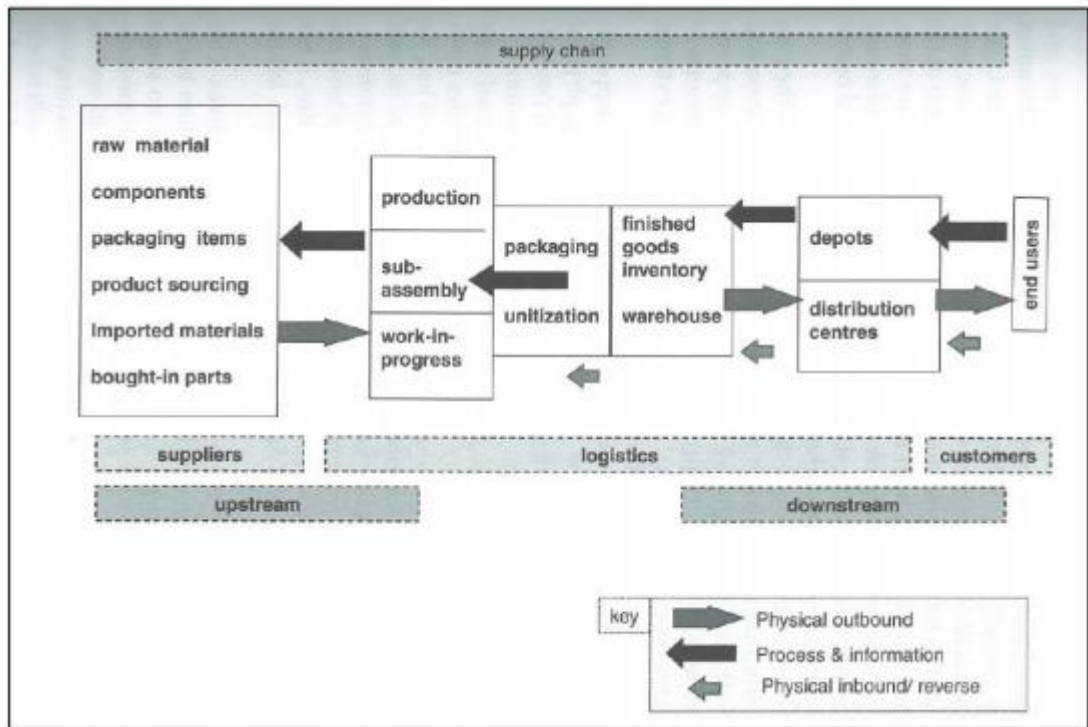 supply chain
raw material
components
packaging items
product sourcing
Imported materials
bought-in parts
production
sub-
assembly
work-in-
progress
packaging
unitization
finished
goods
inventory
warehouse
depots
distribution
centres
end users
suppliers
logistics
customers
upstream
downstream
key
Physical outbound
Process & information
Physical inbound/ reverse